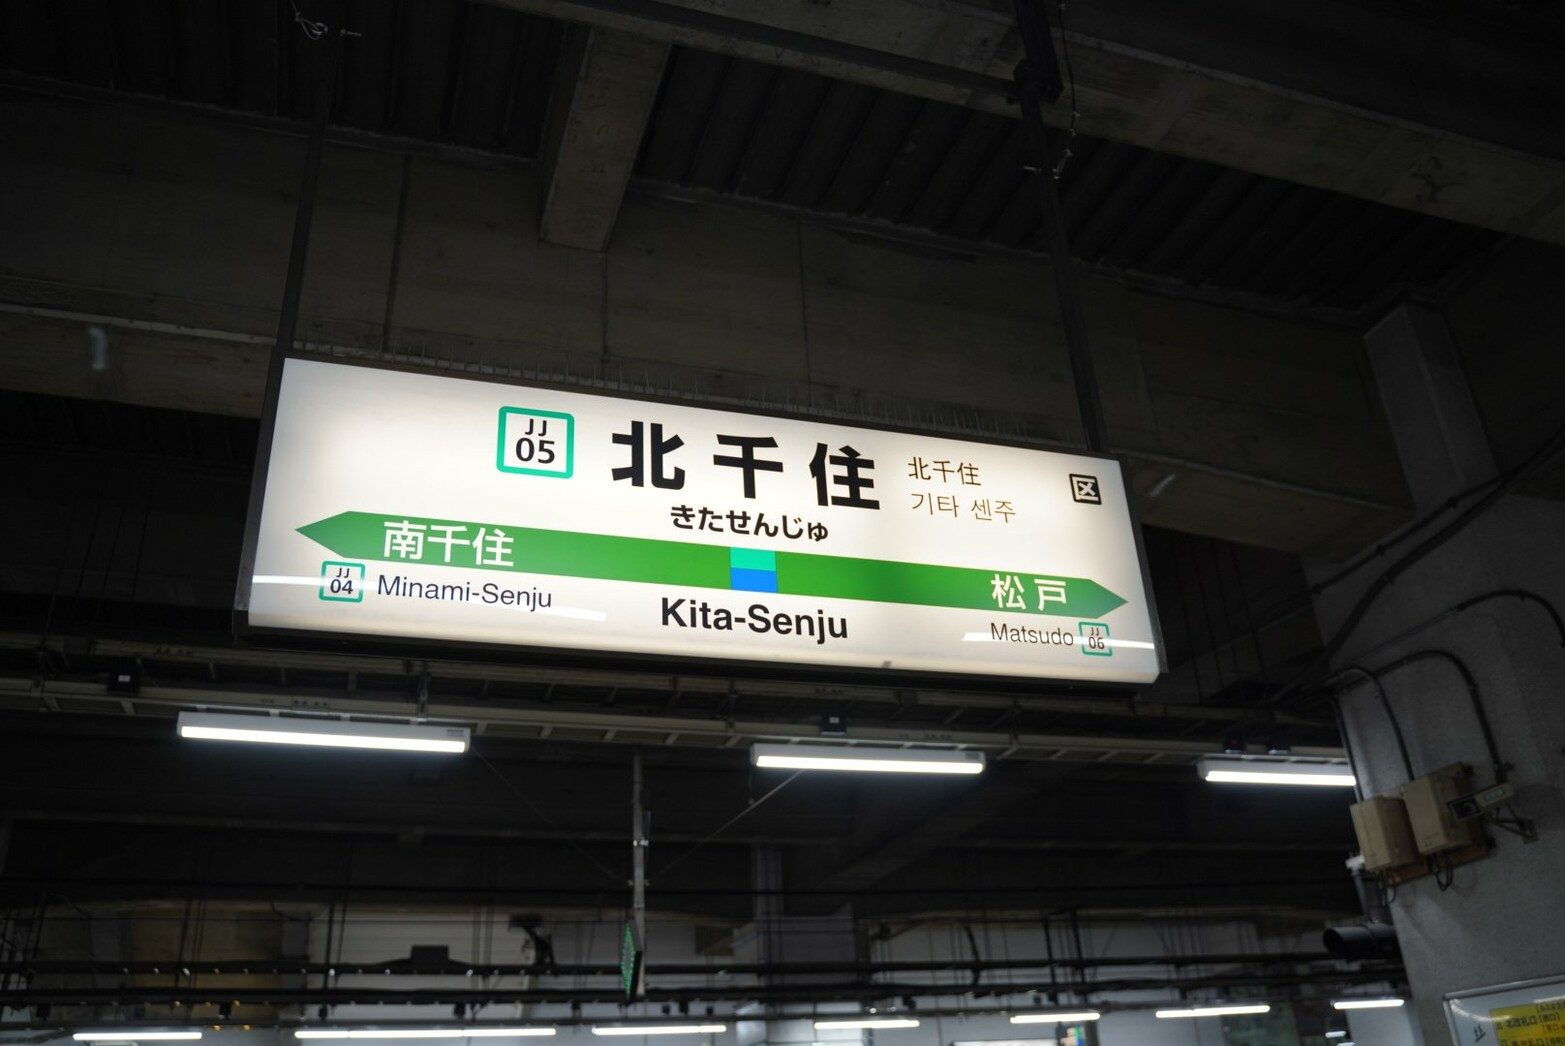 JJ
05
北千住
北千住
기타 센주
区
きたせんじゅ
南千住
松戸
JJ
04
Minami-Senju
Kita-Senju
Matsudo
JJ
06